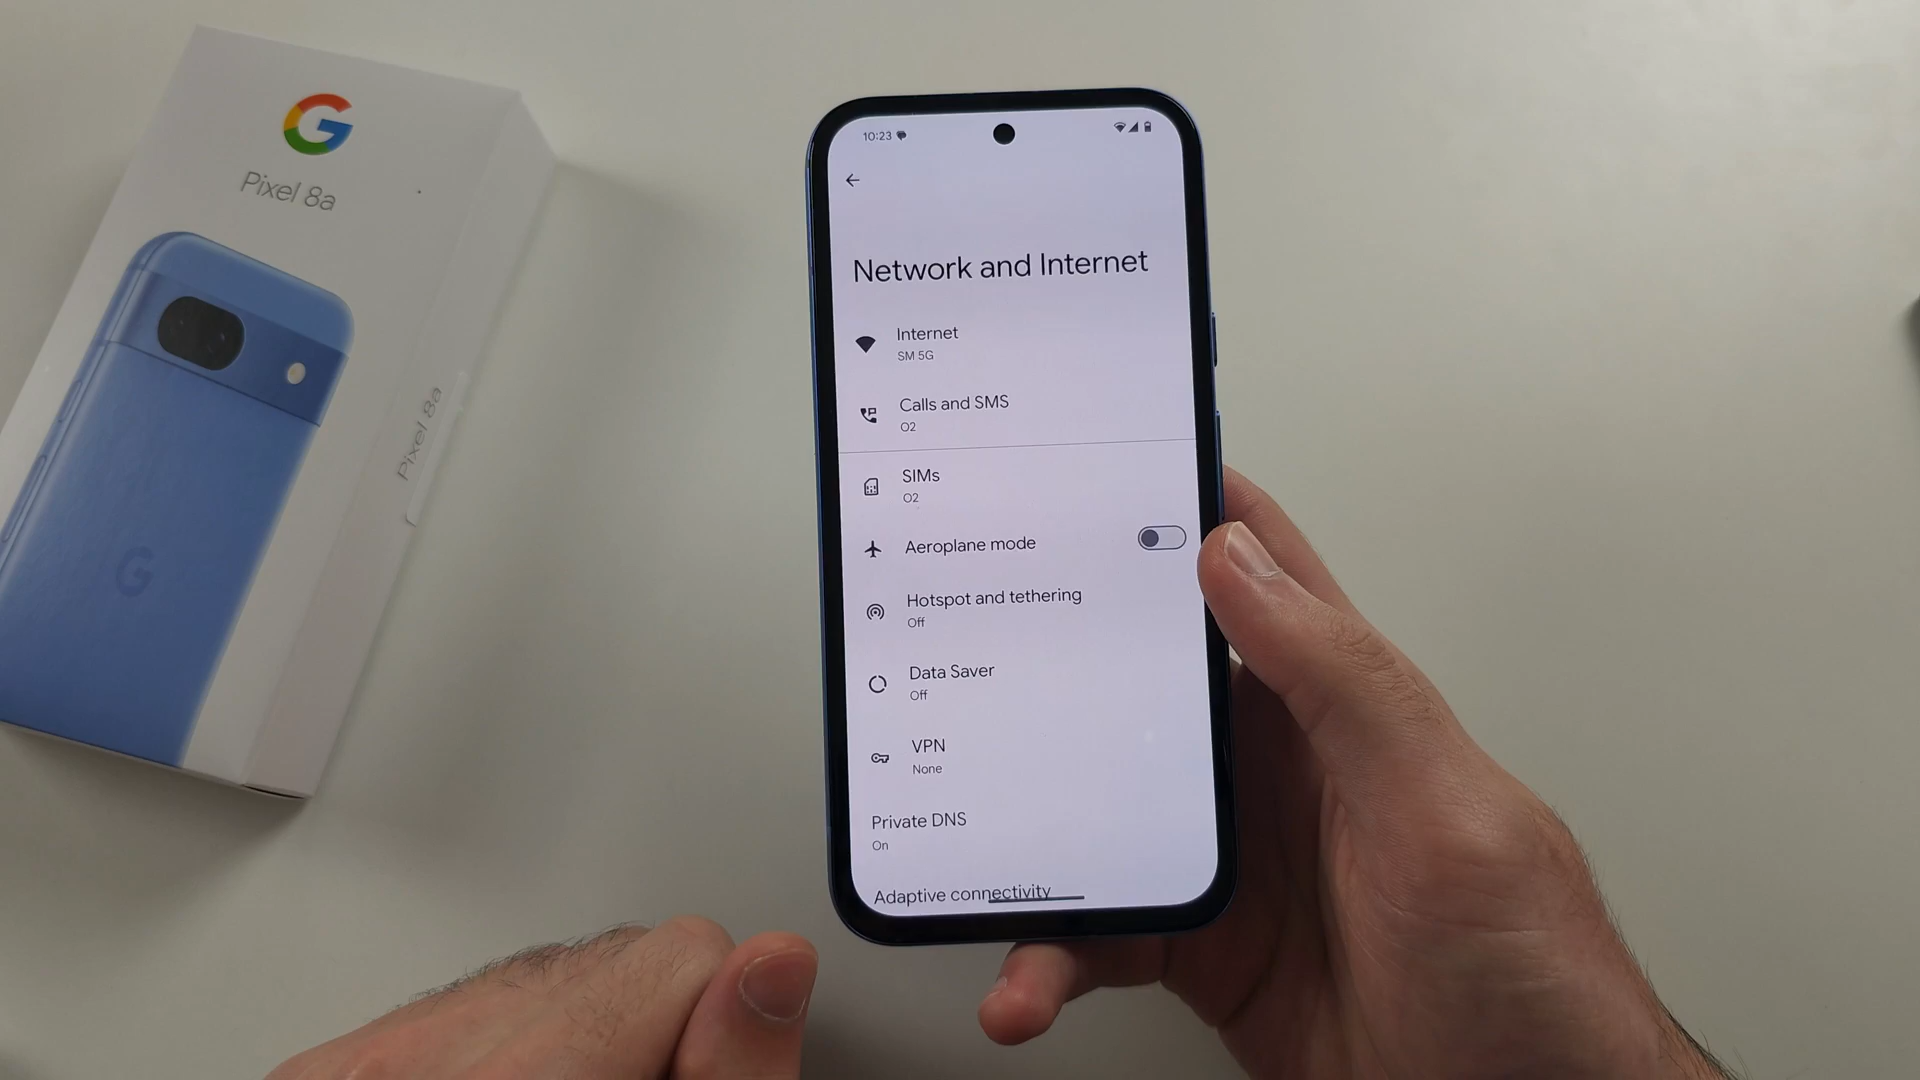 Pixel 8a
Pixel 8a
10:23
Network and Internet
Internet
SM 5G
Calls and SMS
O2
SIMs
O2
Aeroplane mode
Hotspot and tethering
Off
Data Saver
Off
VPN
None
Private DNS
On
Adaptive connectivity